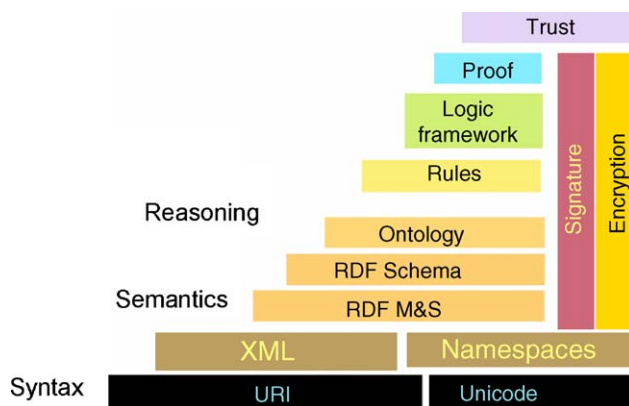 Trust
Proof
Logic
framework
Rules
Reasoning
Ontology
RDF Schema
Semantics
RDF M&S
Signature
Encryption
XML
Namespaces
Syntax
URI
Unicode